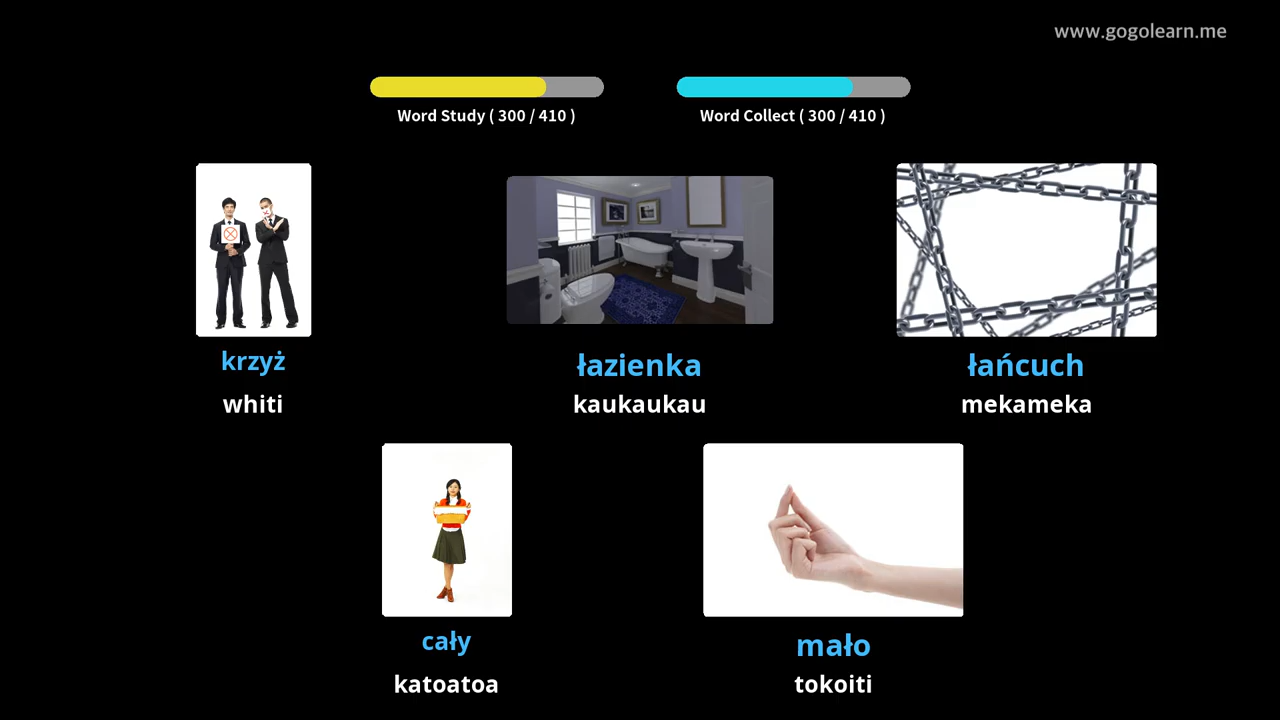 www.gogolearn.me
Word Study ( 300 / 410 )
Word Collect ( 300 / 410 )
krzyż
whiti
łazienka
kaukaukau
łańcuch
mekameka
cały
katoatoa
mało
tokoiti